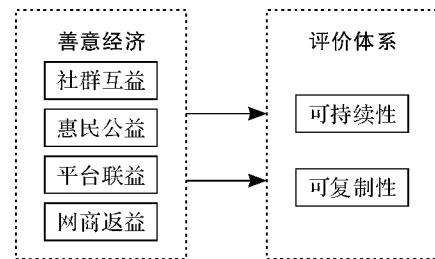 善意经济
社群互益
惠民公益
平台联益
网商返益
评价体系
可持续性
可复制性